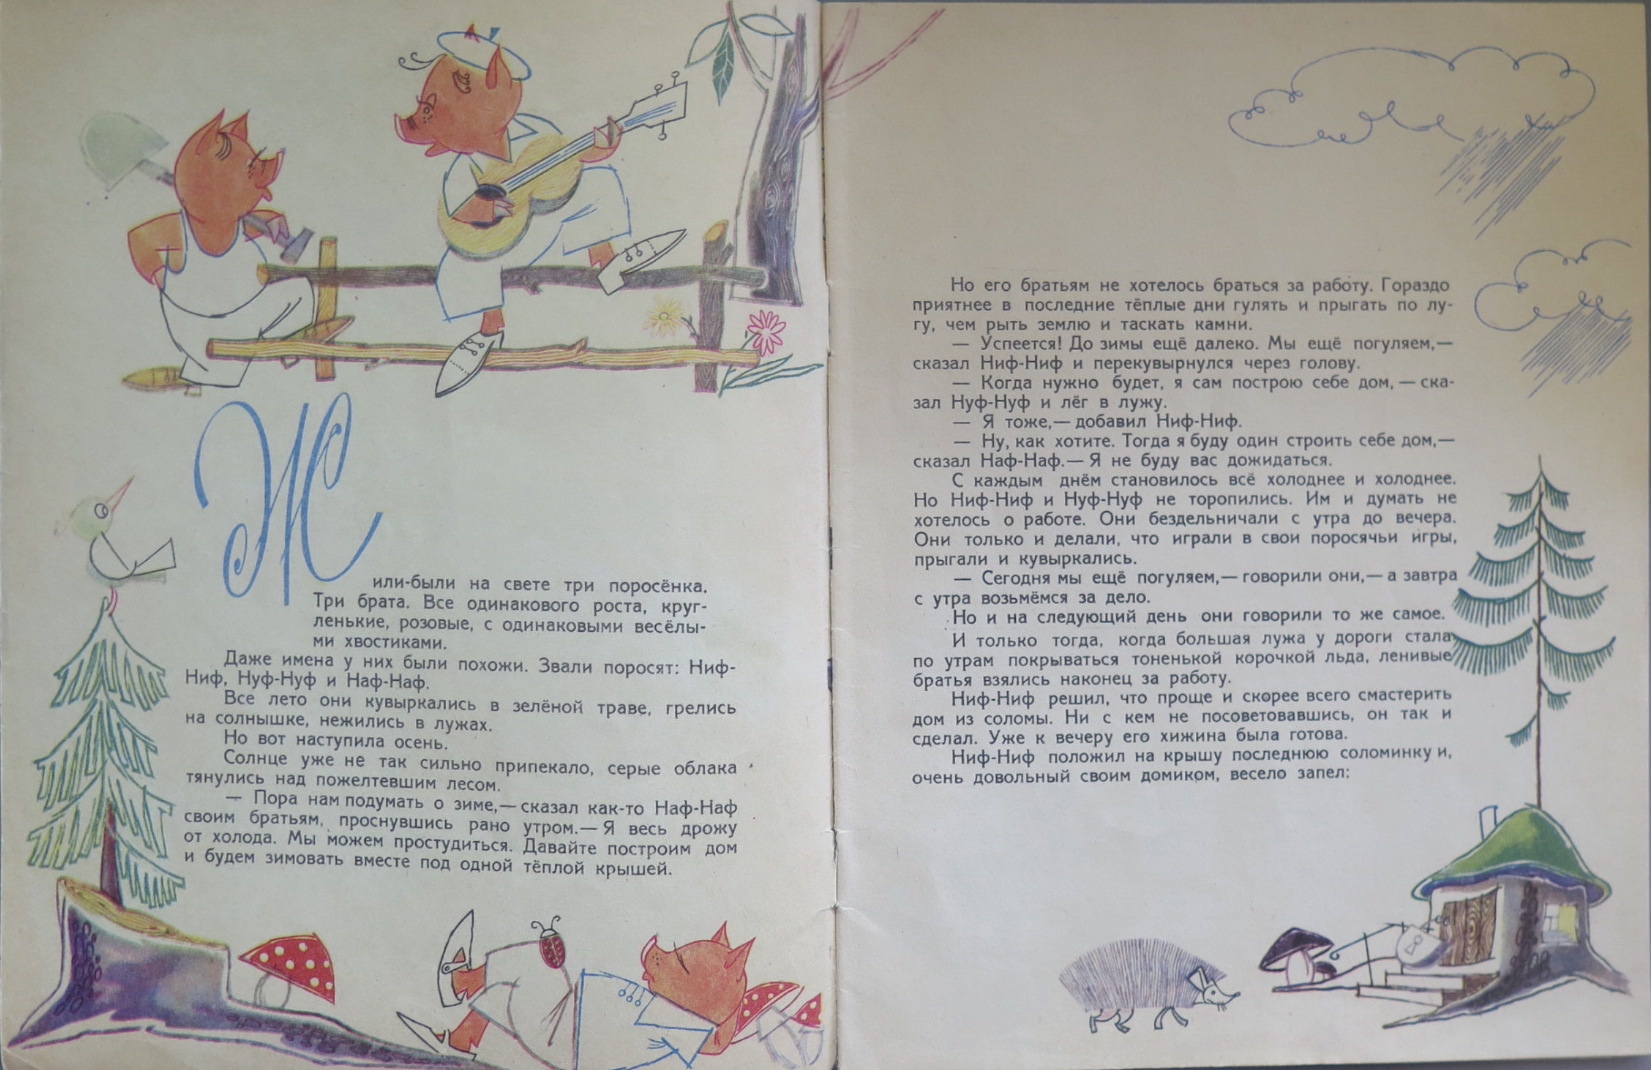 Жили-были на свете три поросёнка.
Три брата. Все одинакового роста, круг-
ленькие, розовые, с одинаковыми весёлы-
ми хвостиками.
Даже имена у них были похожи. Звали поросят: Ниф-
Ниф, Нуф-Нуф и Наф-Наф.
Все лето они кувыркались в зелёной траве, грелись
на солнышке, нежились в лужах.
Но вот наступила осень.
Солнце уже не так сильно припекало, серые облака
тянулись над пожелтевшим лесом.
— Пора нам подумать о зиме,— сказал как-то Наф-Наф
своим братьям, проснувшись рано утром.— Я весь дрожу
от холода. Мы можем простудиться. Давайте построим дом
и будем зимовать вместе под одной тёплой крышей.
Но его братьям не хотелось браться за работу. Гораздо
приятнее в последние тёплые дни гулять и прыгать по лу-
гу, чем рыть землю и таскать камни.
— Успеется! До зимы ещё далеко. Мы ещё погуляем,—
сказал Ниф-Ниф и перекувырнулся через голову.
— Когда нужно будет, я сам построю себе дом, — ска-
зал Нуф-Нуф и лёг в лужу.
— Я тоже,— добавил Ниф-Ниф.
— Ну, как хотите. Тогда я буду один строить себе дом,—
сказал Наф-Наф.— Я не буду вас дожидаться.
С каждым днём становилось всё холоднее и холоднее.
Но Ниф-Ниф и Нуф-Нуф не торопились. Им и думать не
хотелось о работе. Они бездельничали с утра до вечера.
Они только и делали, что играли в свои поросячьи игры,
прыгали и кувыркались.
— Сегодня мы ещё погуляем,— говорили они,— а завтра
с утра возьмёмся за дело.
Но и на следующий день они говорили то же самое.
И только тогда, когда большая лужа у дороги стала
по утрам покрываться тоненькой корочкой льда, ленивые
братья взялись наконец за работу.
Ниф-Ниф решил, что проще и скорее всего смастерить
дом из соломы. Ни с кем не посоветовавшись, он так и
сделал. Уже к вечеру его хижина была готова.
Ниф-Ниф положил на крышу последнюю соломинку и,
очень довольный своим домиком, весело запел: